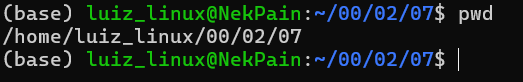 (base) luiz_linux@NekPain:~/00/02/07$ pwd
/home/luiz_linux/00/02/07
(base) luiz_linux@NekPain:~/00/02/07$